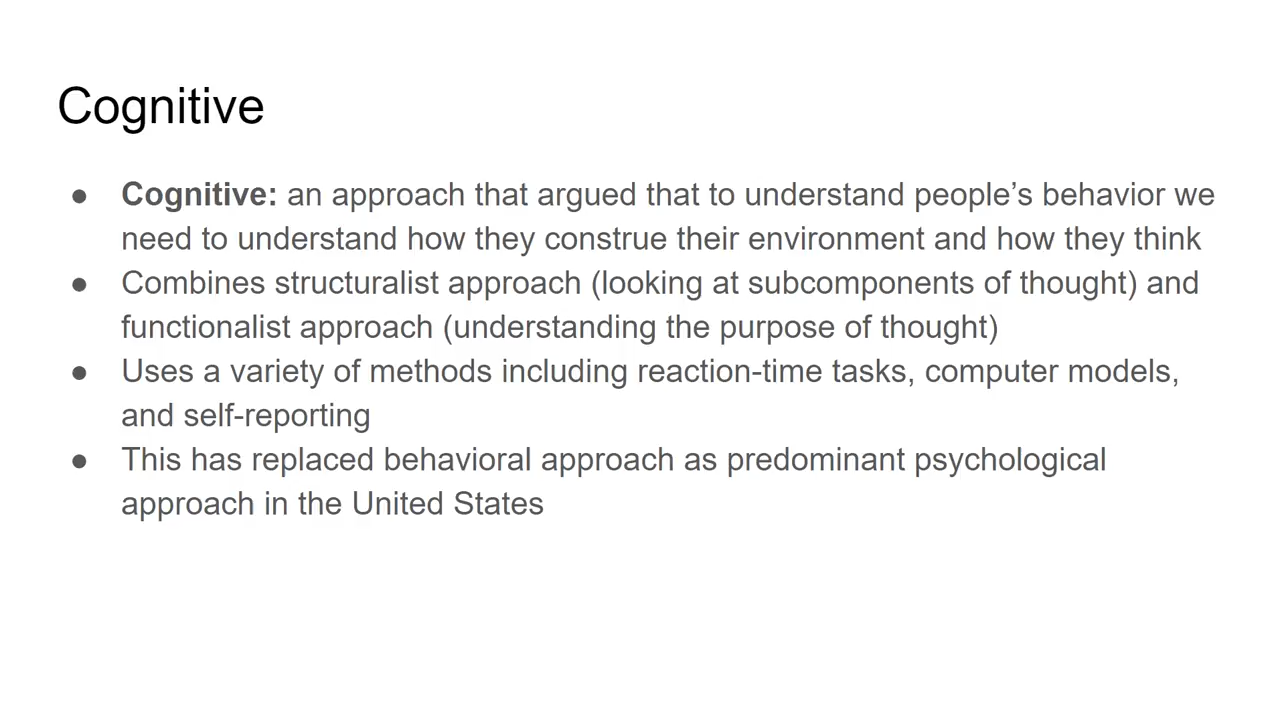 Cognitive
● Cognitive: an approach that argued that to understand people’s behavior we
need to understand how they construe their environment and how they think
● Combines structuralist approach (looking at subcomponents of thought) and
functionalist approach (understanding the purpose of thought)
● Uses a variety of methods including reaction-time tasks, computer models,
and self-reporting
● This has replaced behavioral approach as predominant psychological
approach in the United States